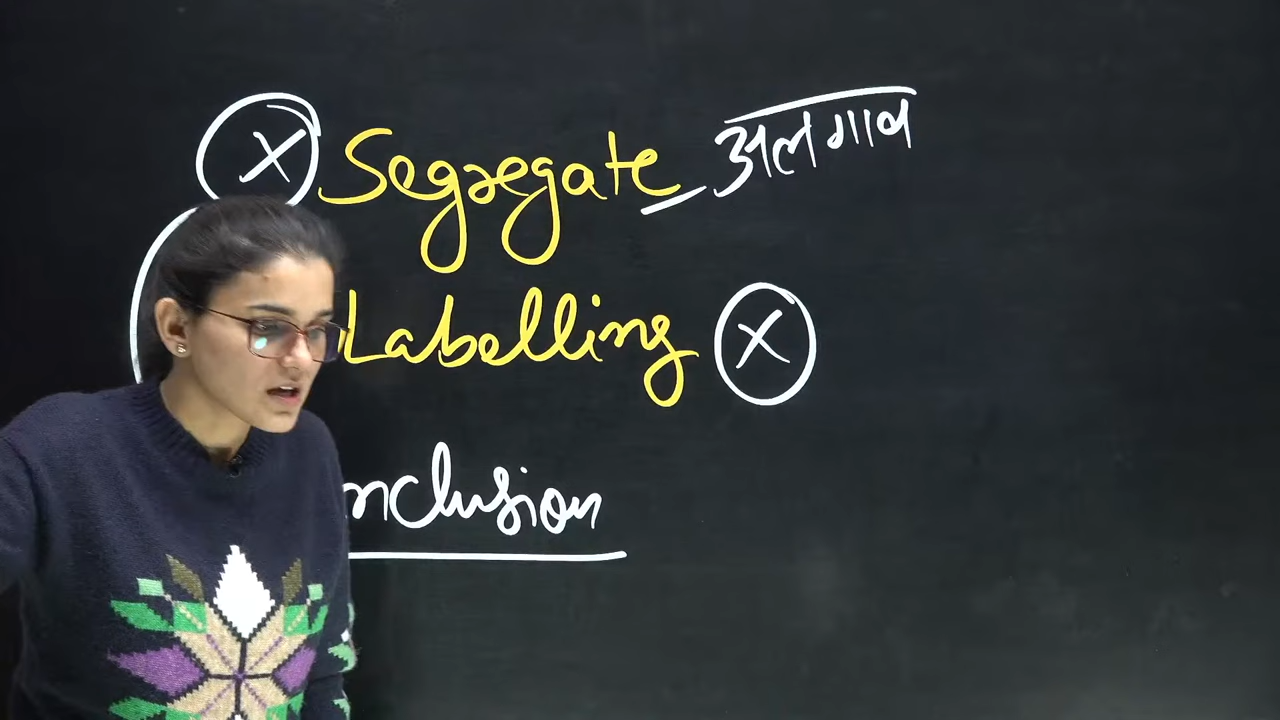 X Segregate अलगाव
Labelling X
nclusion